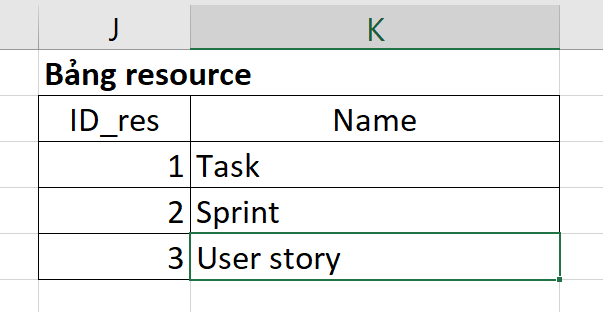 J K
Bảng resource
ID_res Name
1 Task
2 Sprint
3 User story